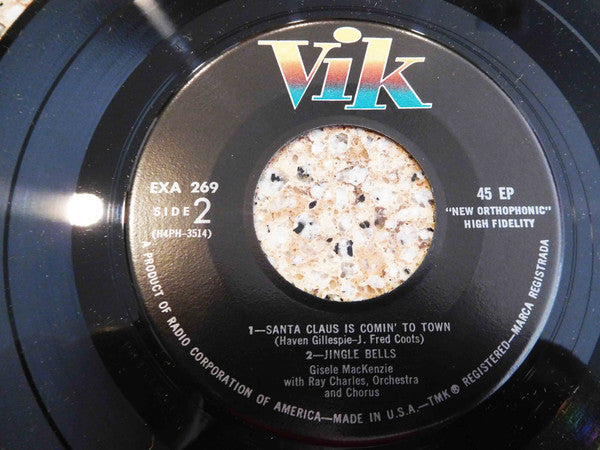 Vik
EXA 269
SIDE 2
(H4PH-3514)
45 EP
"NEW ORTHOPHONIC"
HIGH FIDELITY
1—SANTA CLAUS IS COMIN' TO TOWN
(Haven Gillespie-J. Fred Coots)
2—JINGLE BELLS
Gisele MacKenzie
with Ray Charles, Orchestra
and Chorus
A PRODUCT OF RADIO CORPORATION OF AMERICA—MADE IN U.S.A.—TMK ® REGISTERED—MARCA REGISTRADA